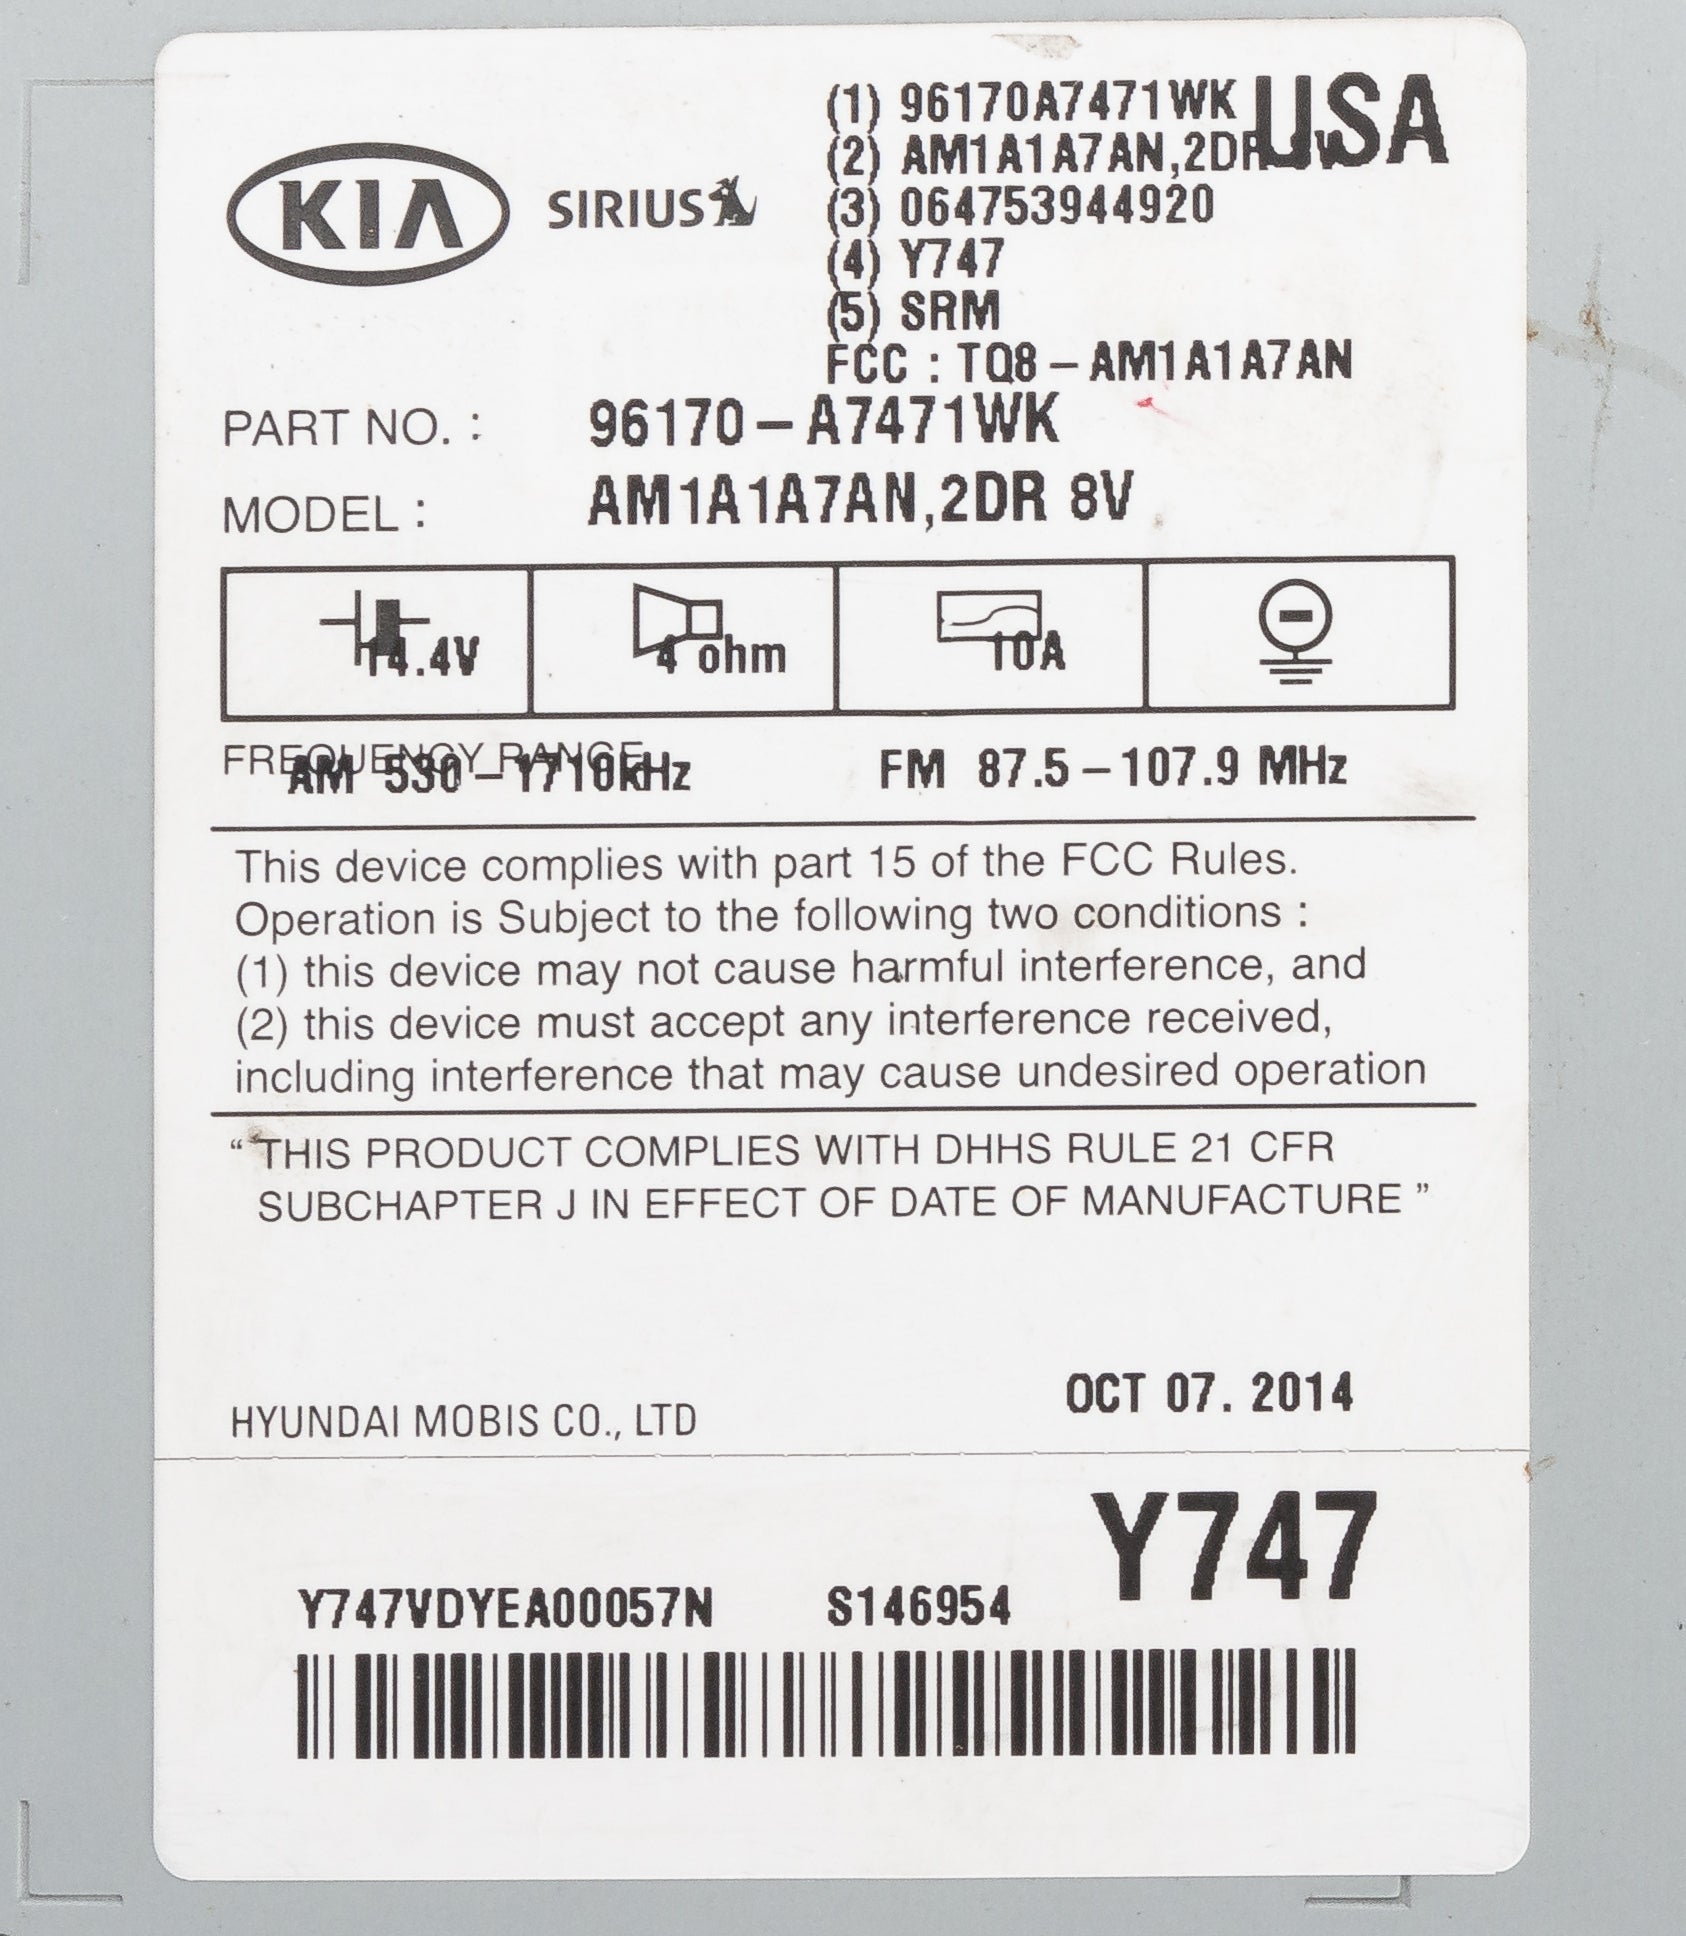 (1) 96170A7471WK USA
(2) AM1A1A7AN,2DR 8V
KIA SIRIUS (3) 064753944920
(4) Y747
(5) SRM
FCC : TQ8-AM1A1A7AN
PART NO. : 96170-A7471WK
MODEL : AM1A1A7AN,2DR 8V
14.4V 4 ohm 10A
FREQUENCY RANGE
AM 530-1710kHz FM 87.5-107.9 MHz
This device complies with part 15 of the FCC Rules.
Operation is Subject to the following two conditions :
(1) this device may not cause harmful interference, and
(2) this device must accept any interference received,
including interference that may cause undesired operation
“ THIS PRODUCT COMPLIES WITH DHHS RULE 21 CFR
SUBCHAPTER J IN EFFECT OF DATE OF MANUFACTURE ”
OCT 07. 2014
HYUNDAI MOBIS CO., LTD
Y747
Y747VDYEA00057N S146954